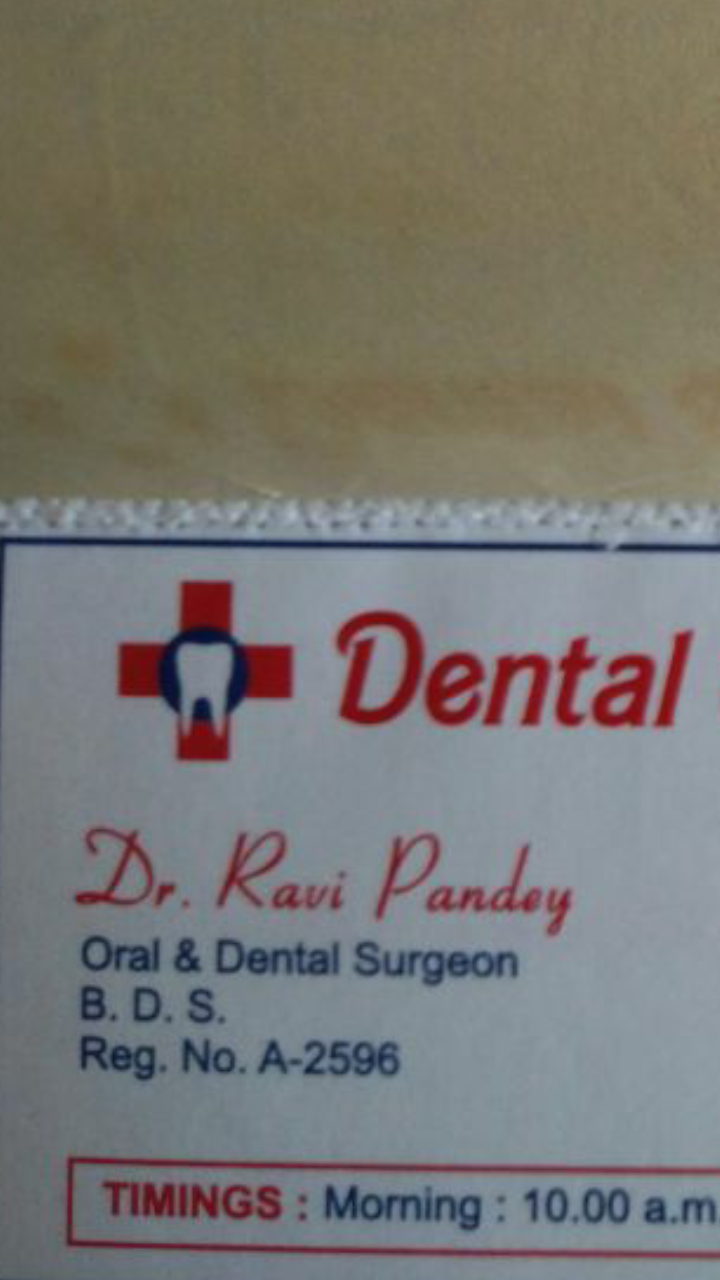 Dental
Dr. Ravi Pandey
Oral & Dental Surgeon
B. D. S.
Reg. No. A-2596
TIMINGS : Morning : 10.00 a.m